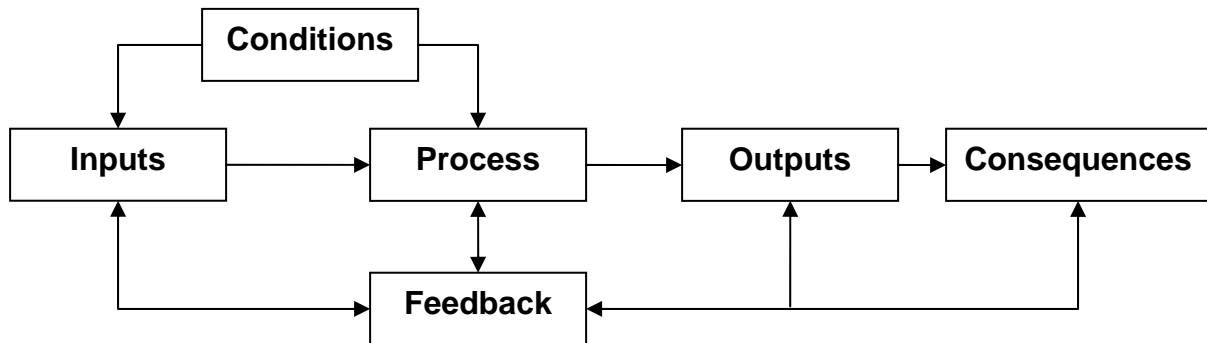 Conditions
Inputs
Process
Outputs
Consequences
Feedback